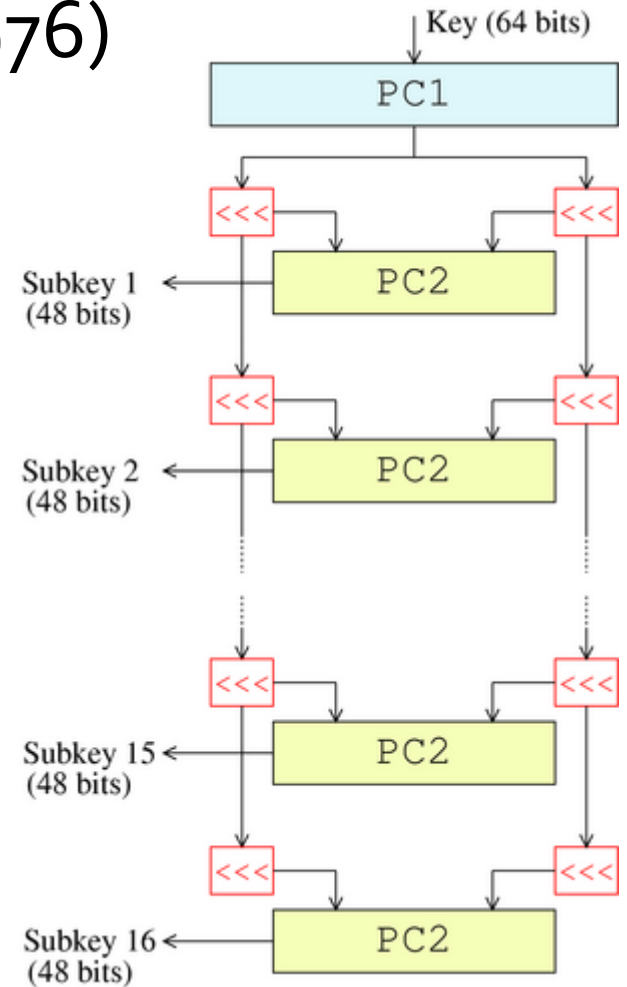 976)
Key (64 bits)
PC1
<<< <<<
PC2
Subkey 1
(48 bits)
<<< <<<
PC2
Subkey 2
(48 bits)
<<< <<<
PC2
Subkey 15
(48 bits)
<<< <<<
PC2
Subkey 16
(48 bits)